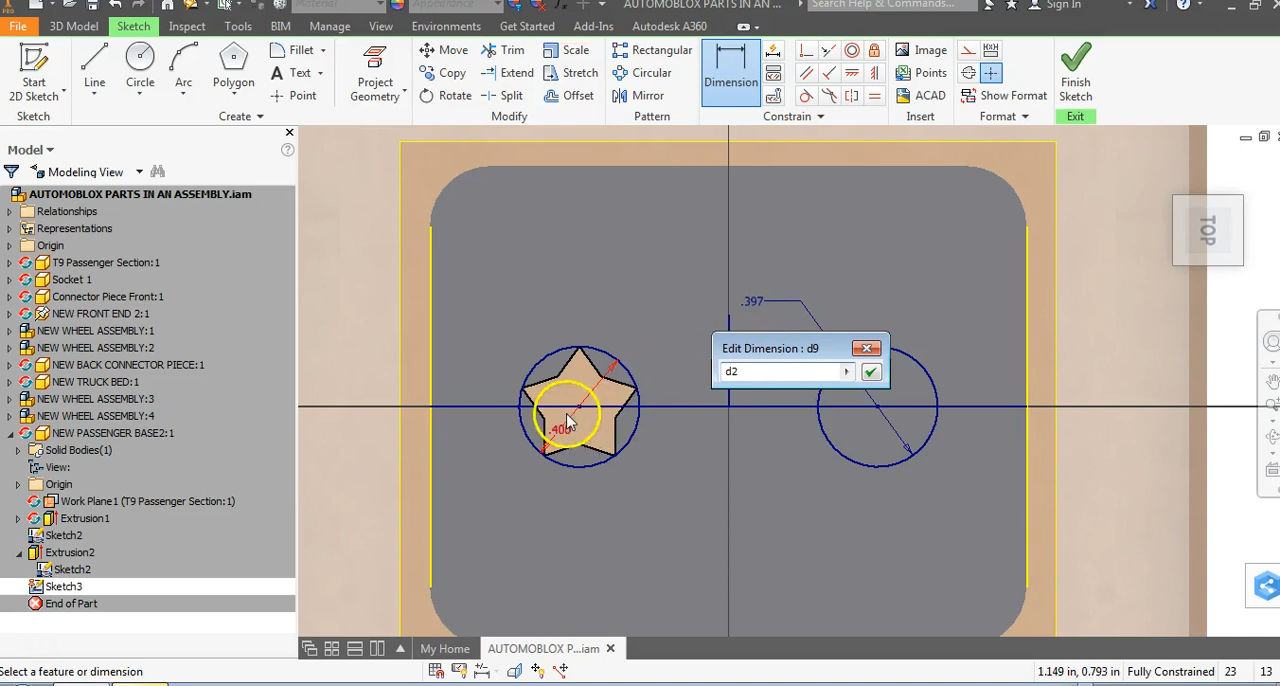 PRO Material Appearance AUTOMOBLOX PARTS IN AN ... Search Help & Commands... Sign In
File 3D Model Sketch Inspect Tools BIM Manage View Environments Get Started Add-Ins Autodesk A360
Start
2D Sketch
Line Circle Arc Polygon
Fillet
Text
Point
Project
Geometry
Move Trim Scale
Copy Extend Stretch
Rotate Split Offset
Rectangular
Circular
Mirror
Dimension
Image
Points
ACAD
Show Format
Finish
Sketch
Sketch Create Modify Pattern Constrain Insert Format Exit
Model
Modeling View
AUTOMOBLOX PARTS IN AN ASSEMBLY.iam
Relationships
Representations
Origin
T9 Passenger Section:1
Socket 1
Connector Piece Front:1
NEW FRONT END 2:1
NEW WHEEL ASSEMBLY:1
NEW WHEEL ASSEMBLY:2
NEW BACK CONNECTOR PIECE:1
NEW TRUCK BED:1
NEW WHEEL ASSEMBLY:3
NEW WHEEL ASSEMBLY:4
NEW PASSENGER BASE2:1
Solid Bodies(1)
View:
Origin
Work Plane1 (T9 Passenger Section:1)
Extrusion1
Sketch2
Extrusion2
Sketch2
Sketch3
End of Part
TOP
.397
Edit Dimension : d9
d2
My Home AUTOMOBLOX P...iam
Select a feature or dimension 1.149 in, 0.793 in Fully Constrained 23 13